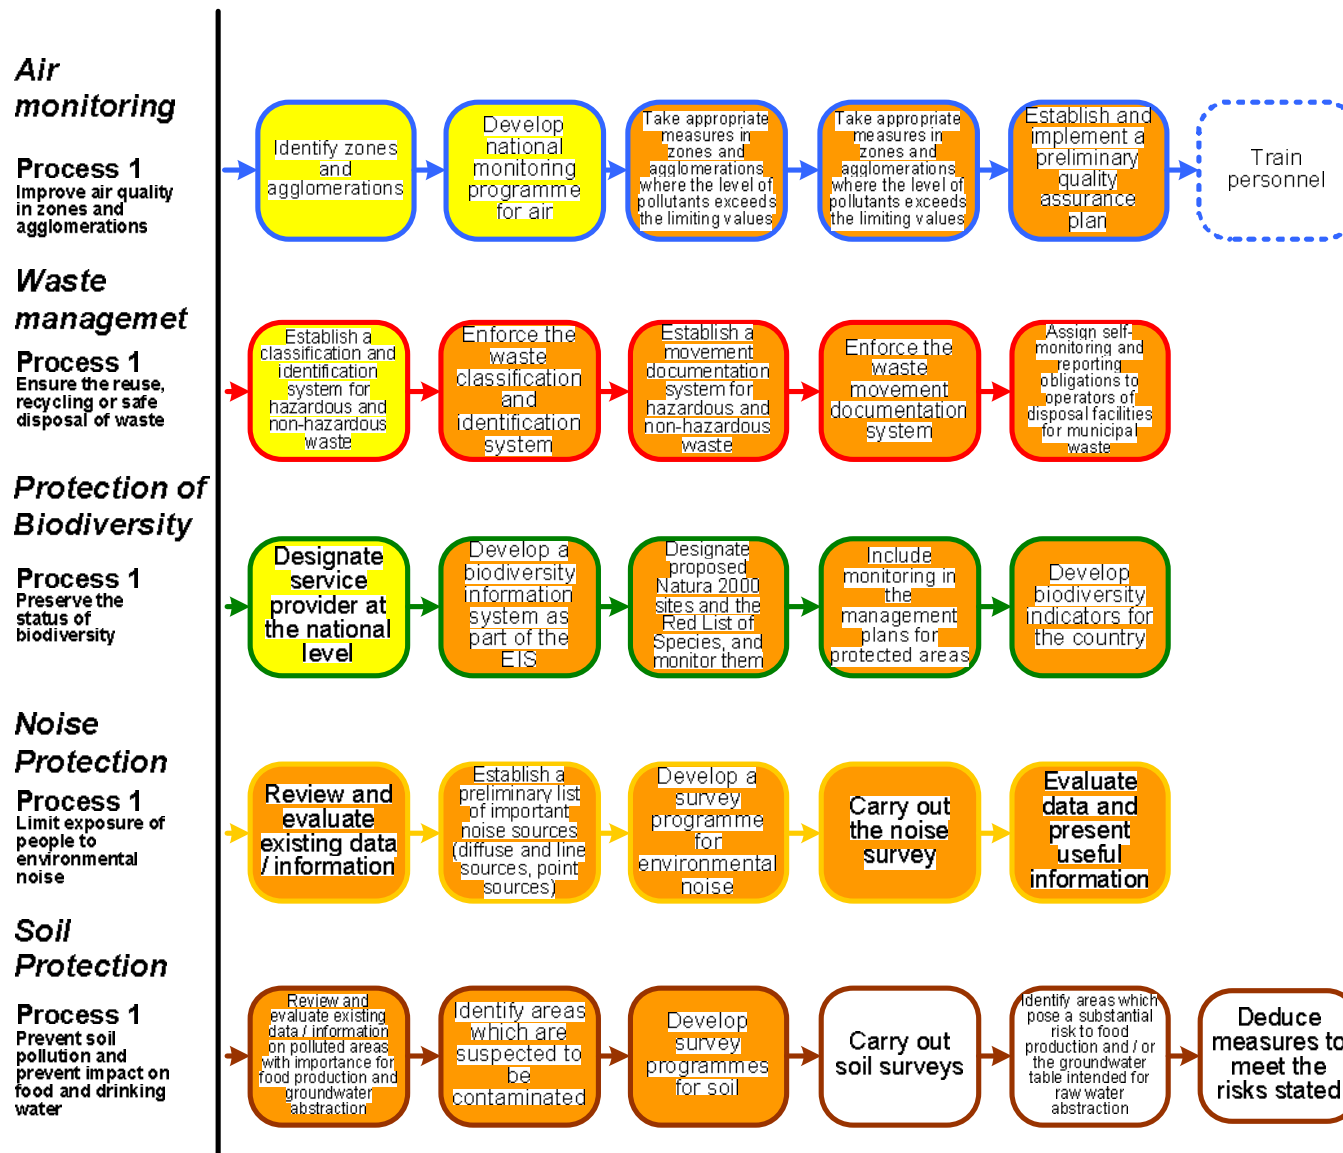 Air
monitoring
Process 1
Improve air quality
in zones and
agglomerations
Identify zones
and
agglomerations
Develop
national
monitoring
programme
for air
Take appropriate
measures in
zones and
agglomerations
where the level of
pollutants exceeds
the limiting values
Take appropriate
measures in
zones and
agglomerations
where the level of
pollutants exceeds
the limiting values
Establish and
implement a
preliminary
quality
assurance
plan
Train
personnel
Waste
managemet
Process 1
Ensure the reuse,
recycling or safe
disposal of waste
Establish a
classification and
identification
system for
hazardous and
non-hazardous
waste
Enforce the
waste
classification
and
identification
system
Establish a
movement
documentation
system for
hazardous and
non-hazardous
waste
Enforce the
waste
movement
documentation
system
Assign self-
monitoring and
reporting
obligations to
operators of
disposal facilities
for municipal
waste
Protection of
Biodiversity
Process 1
Preserve the
status of
biodiversity
Designate
service
provider at
the national
level
Develop a
biodiversity
information
system as
part of the
EIS
Designate
proposed
Natura 2000
sites and the
Red List of
Species, and
monitor them
Include
monitoring in
the
management
plans for
protected areas
Develop
biodiversity
indicators for
the country
Noise
Protection
Process 1
Limit exposure of
people to
environmental
noise
Review and
evaluate
existing data
/ information
Establish a
preliminary list
of important
noise sources
(diffuse and line
sources, point
sources)
Develop a
survey
programme
for
environmental
noise
Carry out
the noise
survey
Evaluate
data and
present
useful
information
Soil
Protection
Process 1
Prevent soil
pollution and
prevent impact on
food and drinking
water
Review and
evaluate existing
data / information
on polluted areas
with importance for
food production and
groundwater
abstraction
Identify areas
which are
suspected to
be
contaminated
Develop
survey
programmes
for soil
Carry out
soil surveys
Identify areas which
pose a substantial
risk to food
production and / or
the groundwater
table intended for
raw water
abstraction
Deduce
measures to
meet the
risks stated